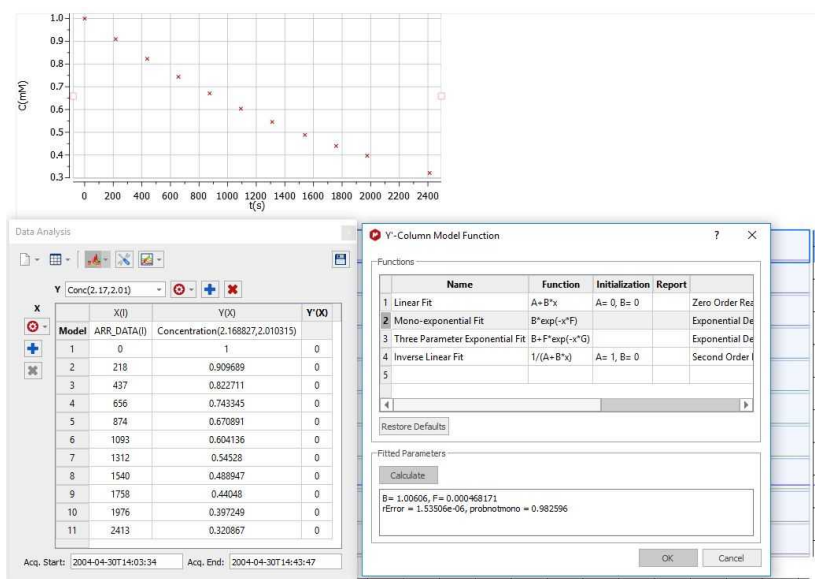 1.0
0.9
0.8
0.7
0.6
0.5
0.4
0.3
C(mM)
0 200 400 600 800 1000 1200 1400 1600 1800 2000 2200 2400
t(s)
Data Analysis
Y Conc(2.17,2.01)
X
X(I) Y(X) Y'(X)
Model ARR_DATA(I) Concentration(2.168827,2.010315)
1 0 1 0
2 218 0.909689 0
3 437 0.822711 0
4 656 0.743345 0
5 874 0.670891 0
6 1093 0.604136 0
7 1312 0.54528 0
8 1540 0.488947 0
9 1758 0.44048 0
10 1976 0.397249 0
11 2413 0.320867 0
Acq. Start: 2004-04-30T14:03:34 Acq. End: 2004-04-30T14:43:47
Y'-Column Model Function ? X
Functions
Name Function Initialization Report
1 Linear Fit A+B*x A= 0, B= 0 Zero Order Rea
2 Mono-exponential Fit B*exp(-x*F) Exponential De
3 Three Parameter Exponential Fit B+F*exp(-x*G) Exponential De
4 Inverse Linear Fit 1/(A+B*x) A= 1, B= 0 Second Order
5
Restore Defaults
Fitted Parameters
Calculate
B= 1.00606, F= 0.000468171
rError = 1.53506e-06, probnotmono = 0.982596
OK Cancel